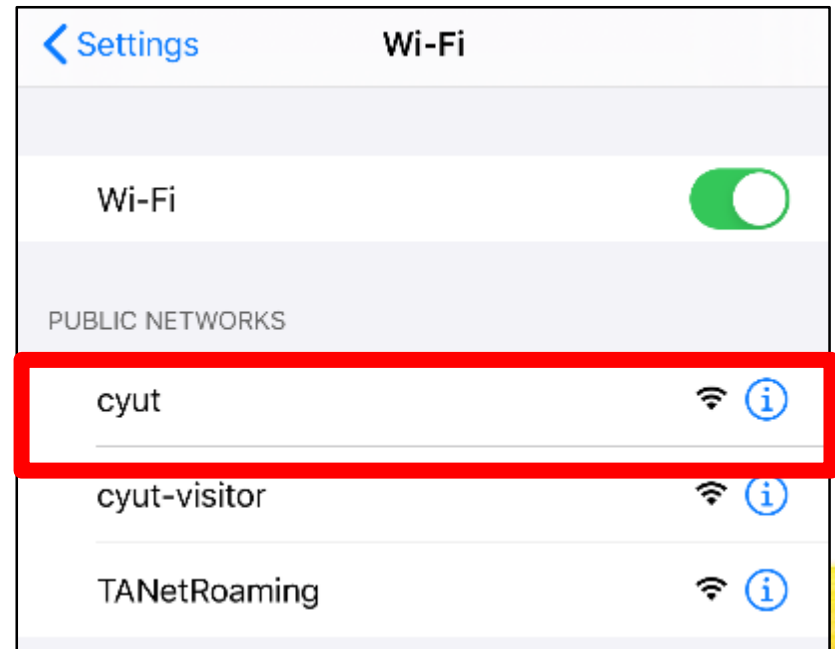 Settings Wi-Fi
Wi-Fi
PUBLIC NETWORKS
cyut
cyut-visitor
TANetRoaming